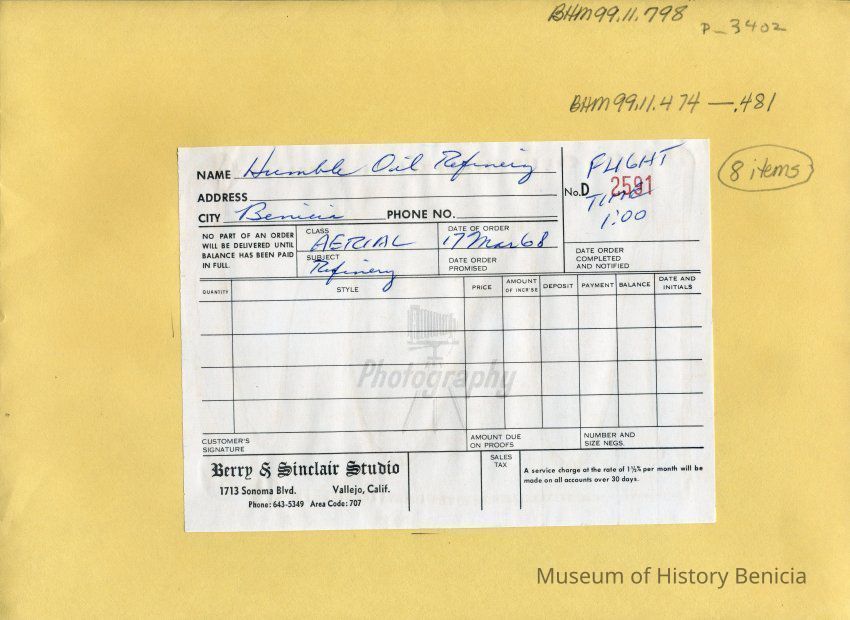 BHM99.11.798
P-3402
BHM99.11.474 — .481
8 items
NAME Humble Oil Refinery
ADDRESS
CITY Benicia PHONE NO.
No. D 2591
FLIGHT
TIME
1:00
NO PART OF AN ORDER
WILL BE DELIVERED UNTIL
BALANCE HAS BEEN PAID
IN FULL.
CLASS
AERIAL
SUBJECT
Refinery
DATE OF ORDER
17 Mar 68
DATE ORDER
PROMISED
DATE ORDER
COMPLETED
AND NOTIFIED
QUANTITY STYLE PRICE AMOUNT OF INCR'SE DEPOSIT PAYMENT BALANCE DATE AND INITIALS
Photography
CUSTOMER'S
SIGNATURE
AMOUNT DUE
ON PROOFS
NUMBER AND
SIZE NEGS.
Berry & Sinclair Studio
1713 Sonoma Blvd. Vallejo, Calif.
Phone: 643-5349 Area Code: 707
SALES
TAX
A service charge at the rate of 1½% per month will be
made on all accounts over 30 days.
Museum of History Benicia